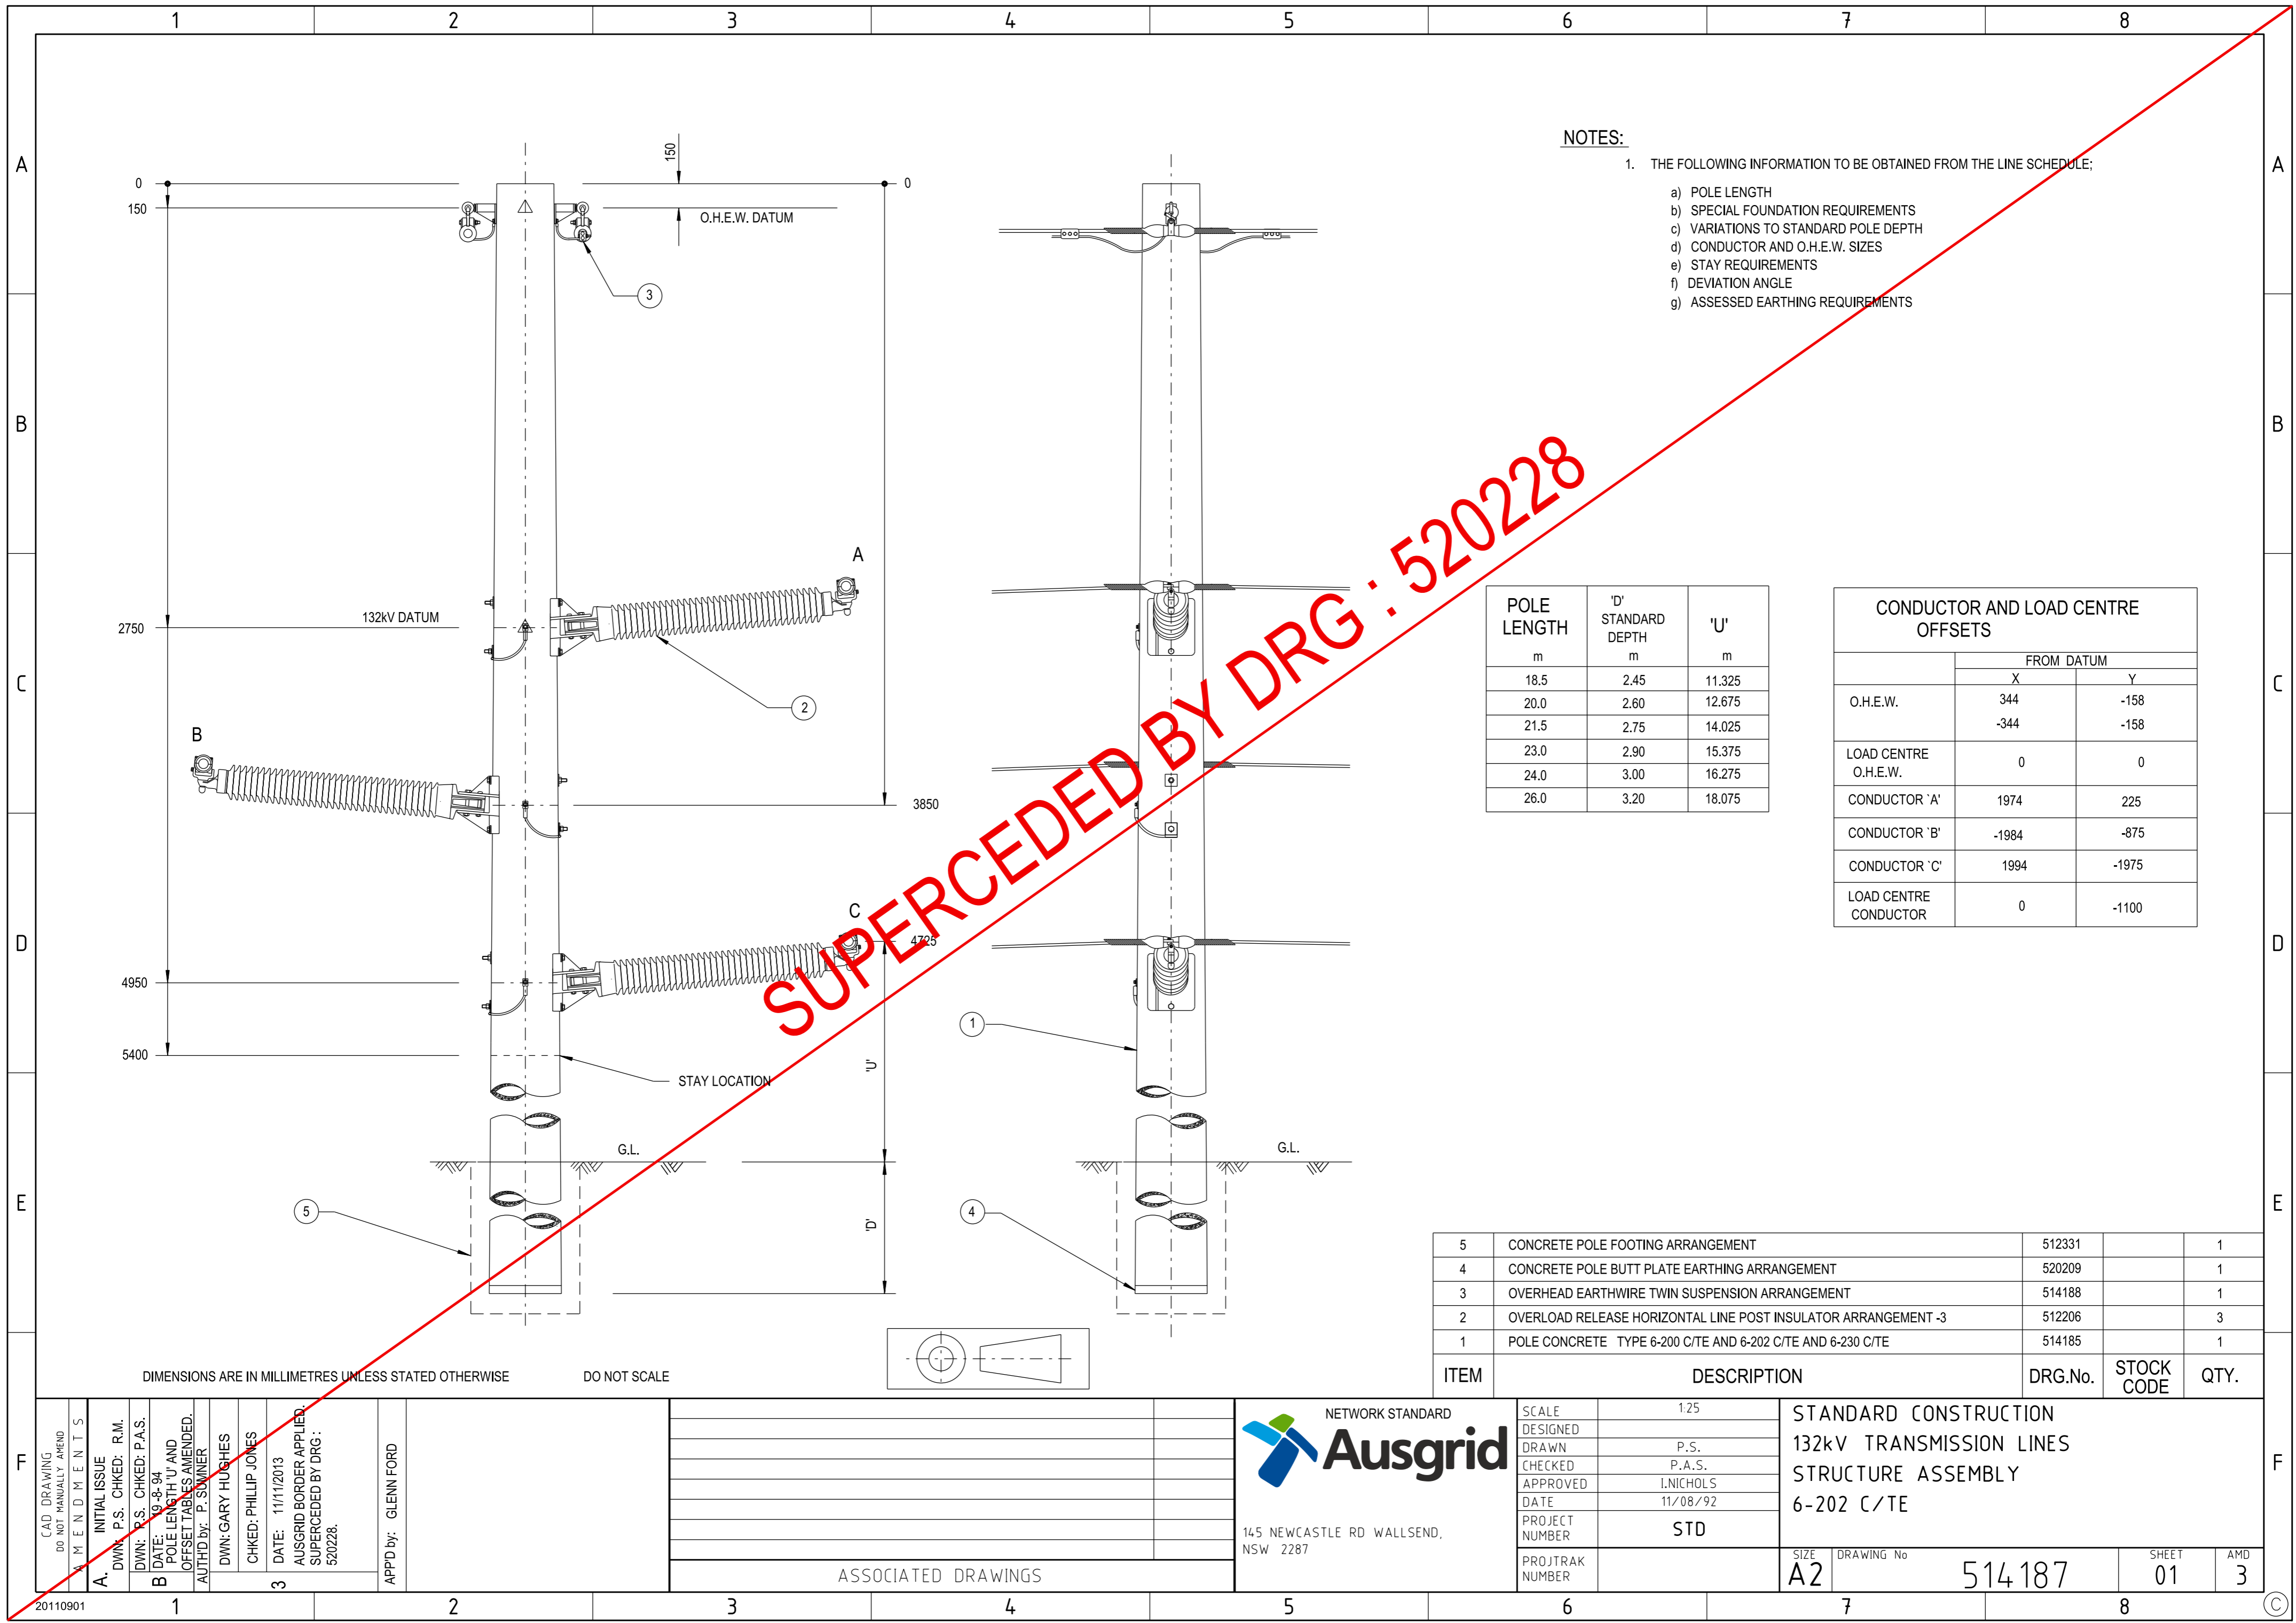 1 2 3 4 5 6 7 8
A A
B B
C C
D D
E E
F F
0
150
150
O.H.E.W. DATUM
0
3
132kV DATUM
2750
A
2
B
3850
C
4725
4950
5400
STAY LOCATION
'U'
G.L.
'D'
5
1
G.L.
4
SUPERCEDED BY DRG : 520228
NOTES:
1. THE FOLLOWING INFORMATION TO BE OBTAINED FROM THE LINE SCHEDULE;
a) POLE LENGTH
b) SPECIAL FOUNDATION REQUIREMENTS
c) VARIATIONS TO STANDARD POLE DEPTH
d) CONDUCTOR AND O.H.E.W. SIZES
e) STAY REQUIREMENTS
f) DEVIATION ANGLE
g) ASSESSED EARTHING REQUIREMENTS
POLE LENGTH m 'D' STANDARD DEPTH m 'U' m
18.5 2.45 11.325
20.0 2.60 12.675
21.5 2.75 14.025
23.0 2.90 15.375
24.0 3.00 16.275
26.0 3.20 18.075
CONDUCTOR AND LOAD CENTRE
OFFSETS
FROM DATUM
X Y
O.H.E.W. 344 -158
-344 -158
LOAD CENTRE O.H.E.W. 0 0
CONDUCTOR `A' 1974 225
CONDUCTOR `B' -1984 -875
CONDUCTOR `C' 1994 -1975
LOAD CENTRE CONDUCTOR 0 -1100
5 CONCRETE POLE FOOTING ARRANGEMENT 512331 1
4 CONCRETE POLE BUTT PLATE EARTHING ARRANGEMENT 520209 1
3 OVERHEAD EARTHWIRE TWIN SUSPENSION ARRANGEMENT 514188 1
2 OVERLOAD RELEASE HORIZONTAL LINE POST INSULATOR ARRANGEMENT -3 512206 3
1 POLE CONCRETE TYPE 6-200 C/TE AND 6-202 C/TE AND 6-230 C/TE 514185 1
ITEM DESCRIPTION DRG.No. STOCK CODE QTY.
DIMENSIONS ARE IN MILLIMETRES UNLESS STATED OTHERWISE DO NOT SCALE
CAD DRAWING
DO NOT MANUALLY AMEND
AMENDMENTS
A. INITIAL ISSUE
DWN: P.S. CHKED: R.M.
B DWN: P.S. CHKED: P.A.S.
DATE: 19-8-94
POLE LENGTH 'U' AND
OFFSET TABLES AMENDED.
AUTH'D by: P. SUMNER
3 DWN: GARY HUGHES
CHKED: PHILLIP JONES
DATE: 11/11/2013
AUSGRID BORDER APPLIED.
SUPERCEDED BY DRG :
520228.
APP'D by: GLENN FORD
ASSOCIATED DRAWINGS
NETWORK STANDARD
Ausgrid
145 NEWCASTLE RD WALLSEND,
NSW 2287
SCALE 1:25
DESIGNED
DRAWN P.S.
CHECKED P.A.S.
APPROVED I.NICHOLS
DATE 11/08/92
PROJECT NUMBER STD
PROJTRAK NUMBER
STANDARD CONSTRUCTION
132kV TRANSMISSION LINES
STRUCTURE ASSEMBLY
6-202 C/TE
SIZE A2 DRAWING No 514187 SHEET 01 AMD 3
20110901
1 2 3 4 5 6 7 8
©